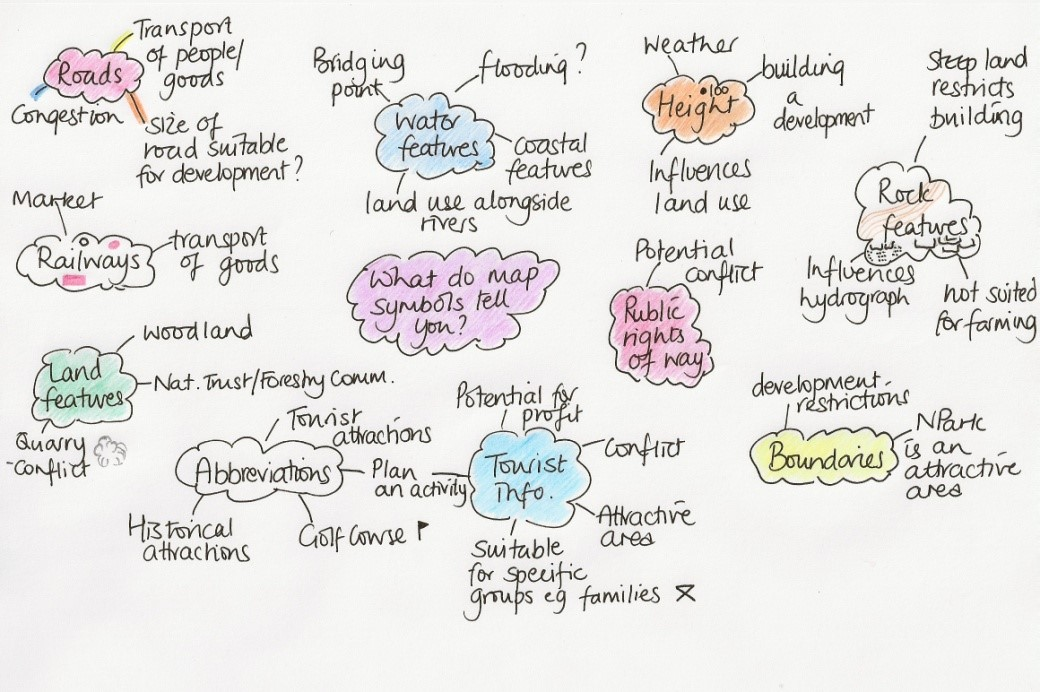 Transport
of people/
goods
Roads
Congestion
Size of
road suitable
for development?
Bridging
point
flooding?
Water
features
Coastal
features
land use alongside
rivers
Weather
building
a
development
.100
Height
Influences
land use
Steep land
restricts
building
Rock
features
Influences
hydrograph
not suited
for farming
Market
Railways
transport
of goods
What do map
symbols tell
you?
Potential
conflict
Public
rights
of way
woodland
Land
features
Nat. Trust/Forestry Comm.
Quarry
-conflict
Tourist
attractions
Abbreviations
Plan
an activity
Historical
attractions
Golf Course
Potential for
profit
Tourist
Info.
Conflict
Attractive
area
Suitable
for specific
groups eg families
development
restrictions
Boundaries
NPark
is an
attractive
area